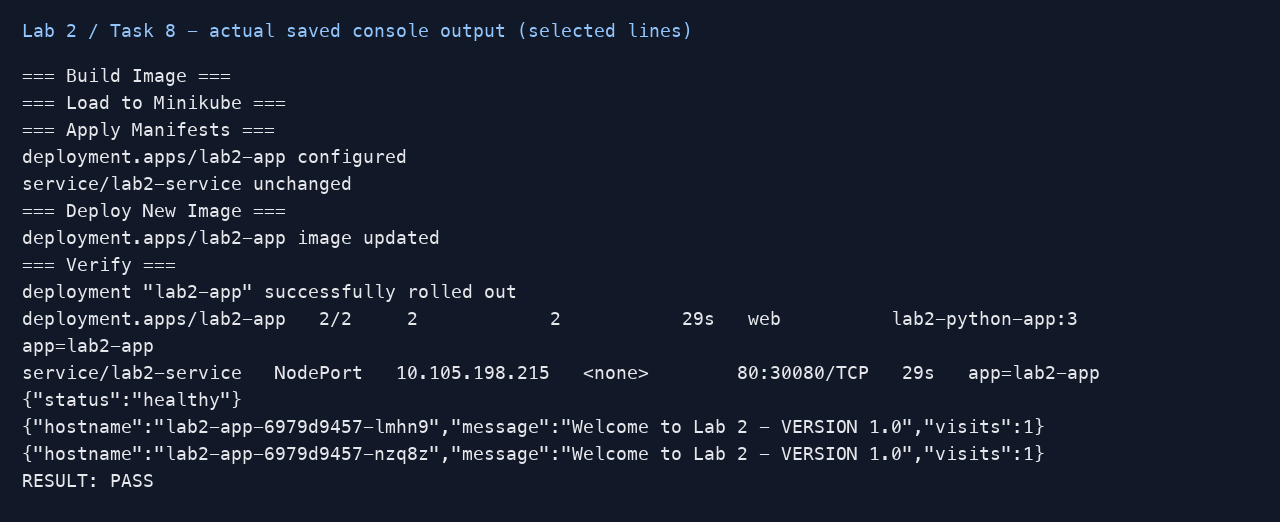 Lab 2 / Task 8 — actual saved console output (selected lines)
=== Build Image ===
=== Load to Minikube ===
=== Apply Manifests ===
deployment.apps/lab2-app configured
service/lab2-service unchanged
=== Deploy New Image ===
deployment.apps/lab2-app image updated
=== Verify ===
deployment "lab2-app" successfully rolled out
deployment.apps/lab2-app   2/2     2            2           29s   web          lab2-python-app:3
app=lab2-app
service/lab2-service   NodePort   10.105.198.215   <none>        80:30080/TCP   29s   app=lab2-app
{"status":"healthy"}
{"hostname":"lab2-app-6979d9457-lmhn9","message":"Welcome to Lab 2 - VERSION 1.0","visits":1}
{"hostname":"lab2-app-6979d9457-nzq8z","message":"Welcome to Lab 2 - VERSION 1.0","visits":1}
RESULT: PASS